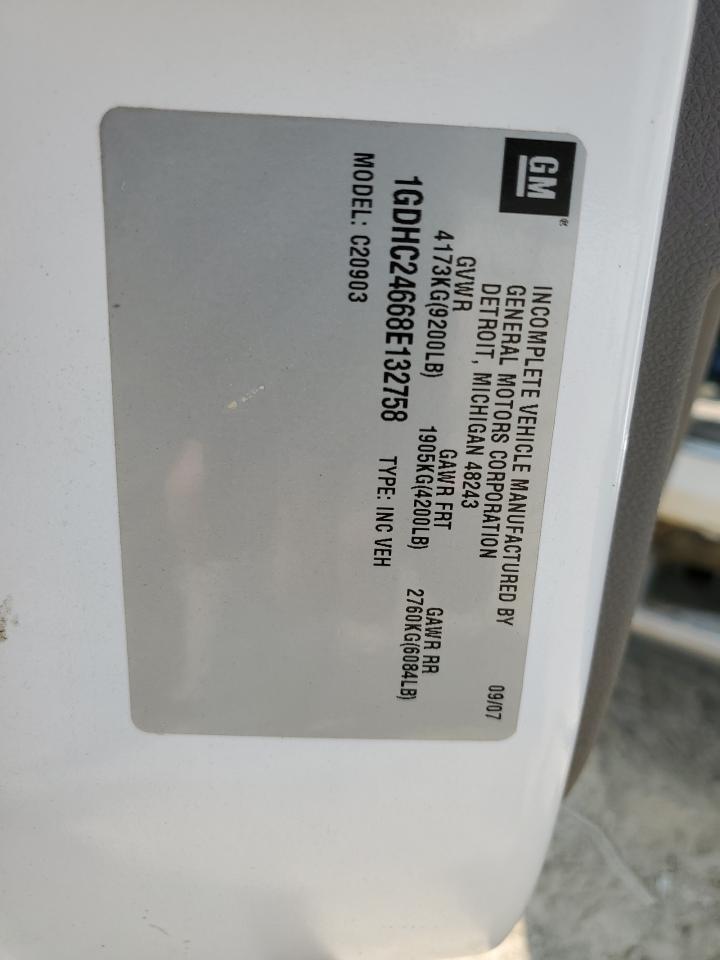 GM®
INCOMPLETE VEHICLE MANUFACTURED BY
GENERAL MOTORS CORPORATION
DETROIT, MICHIGAN 48243
09/07
GVWR GAWR FRT GAWR RR
4173KG(9200LB) 1905KG(4200LB) 2760KG(6084LB)
1GDHC24668E132758 TYPE: INC VEH
MODEL: C20903